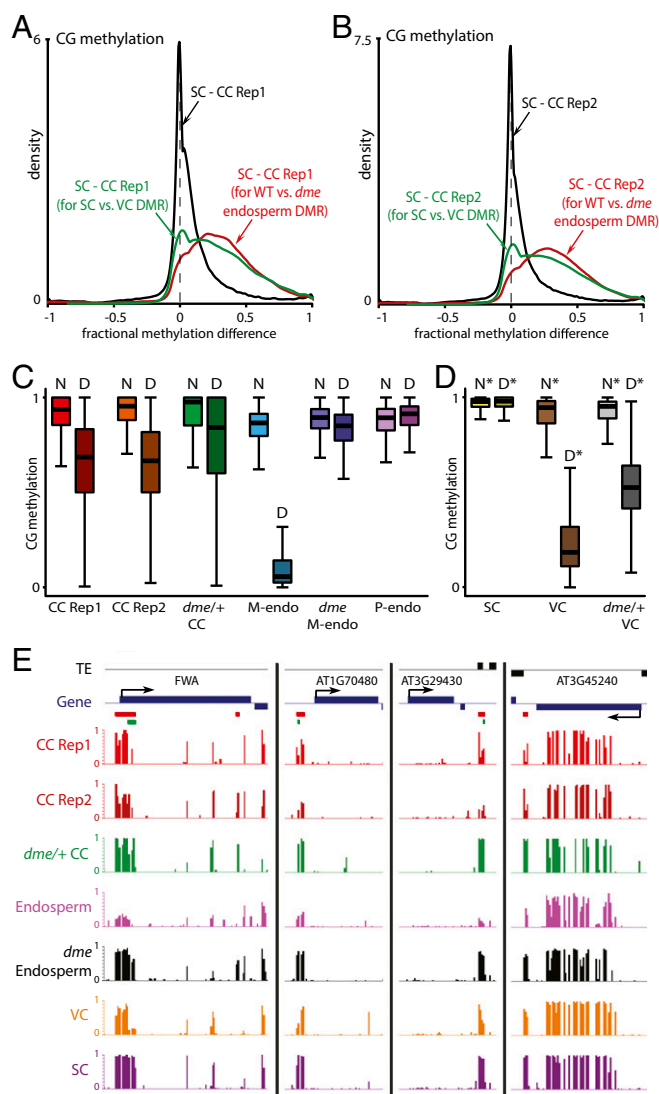 A
CG methylation
6
density
0
SC - CC Rep1
SC - CC Rep1
(for SC vs. VC DMR)
SC - CC Rep1
(for WT vs. dme
endosperm DMR)
-1 -0.5 0 0.5 1
fractional methylation difference
B
CG methylation
7.5
density
0
SC - CC Rep2
SC - CC Rep2
(for SC vs. VC DMR)
SC - CC Rep2
(for WT vs. dme
endosperm DMR)
-1 -0.5 0 0.5 1
fractional methylation difference
C
CG methylation
1
0
N D N D N D N D N D N D
CC Rep1 CC Rep2 dme/+ CC M-endo dme M-endo P-endo
D
CG methylation
1
0
N* D* N* D* N* D*
SC VC dme/+ VC
E
TE
Gene
FWA AT1G70480 AT3G29430 AT3G45240
CC Rep1
1
0
CC Rep2
1
0
dme/+ CC
1
0
Endosperm
1
0
dme
Endosperm
1
0
VC
1
0
SC
1
0